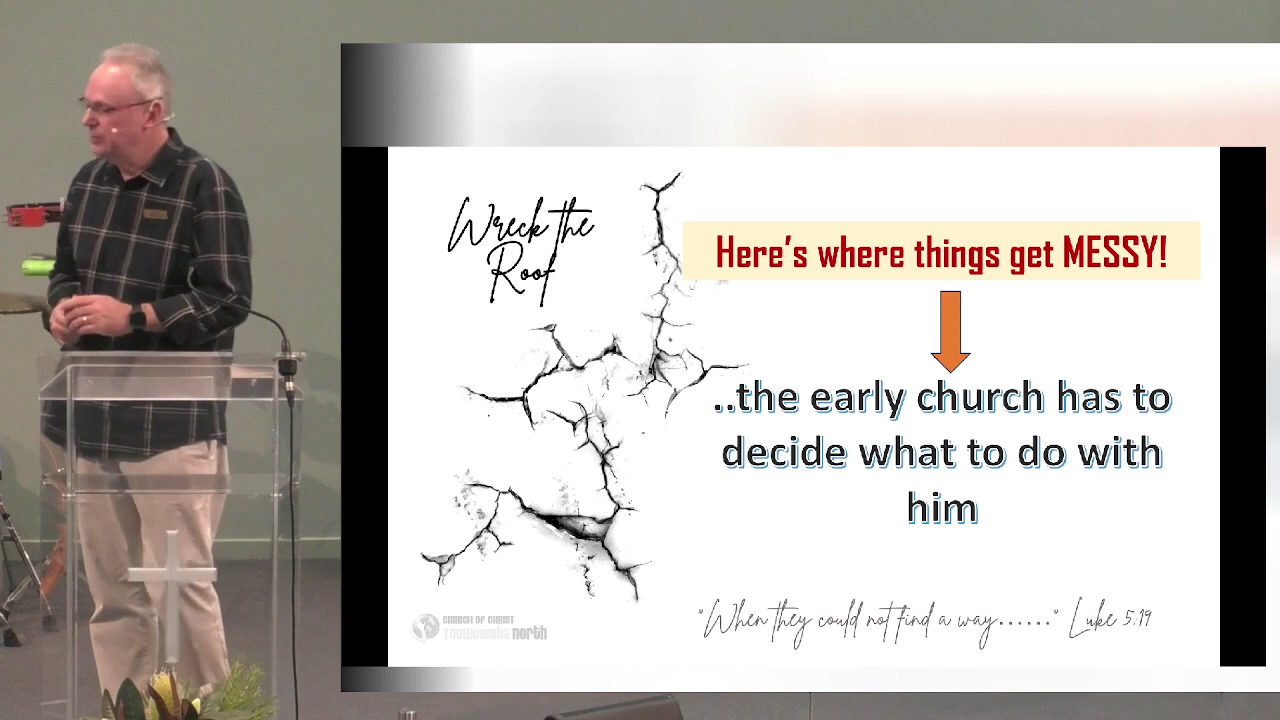 Wreck the
Roof
Here's where things get MESSY!
..the early church has to
decide what to do with
him
CHURCH OF CHRIST
TOOWOOMBA NORTH
"When they could not find a way......" Luke 5:19